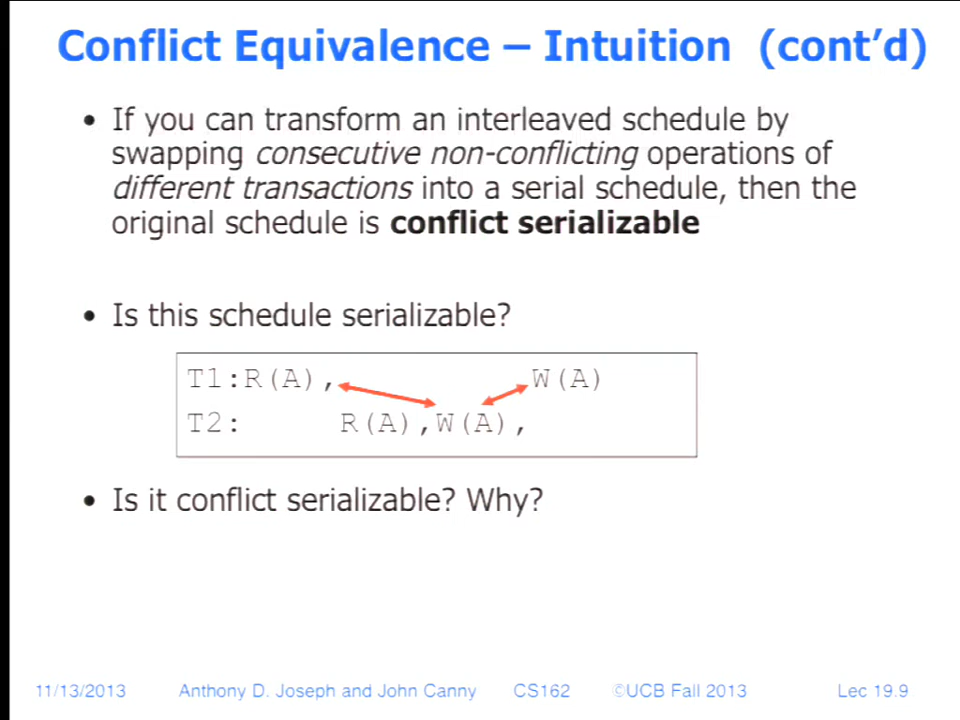 Conflict Equivalence – Intuition (cont’d)
• If you can transform an interleaved schedule by
swapping consecutive non-conflicting operations of
different transactions into a serial schedule, then the
original schedule is conflict serializable
• Is this schedule serializable?
T1:R(A), W(A)
T2: R(A),W(A),
• Is it conflict serializable? Why?
11/13/2013 Anthony D. Joseph and John Canny CS162 ©UCB Fall 2013 Lec 19.9